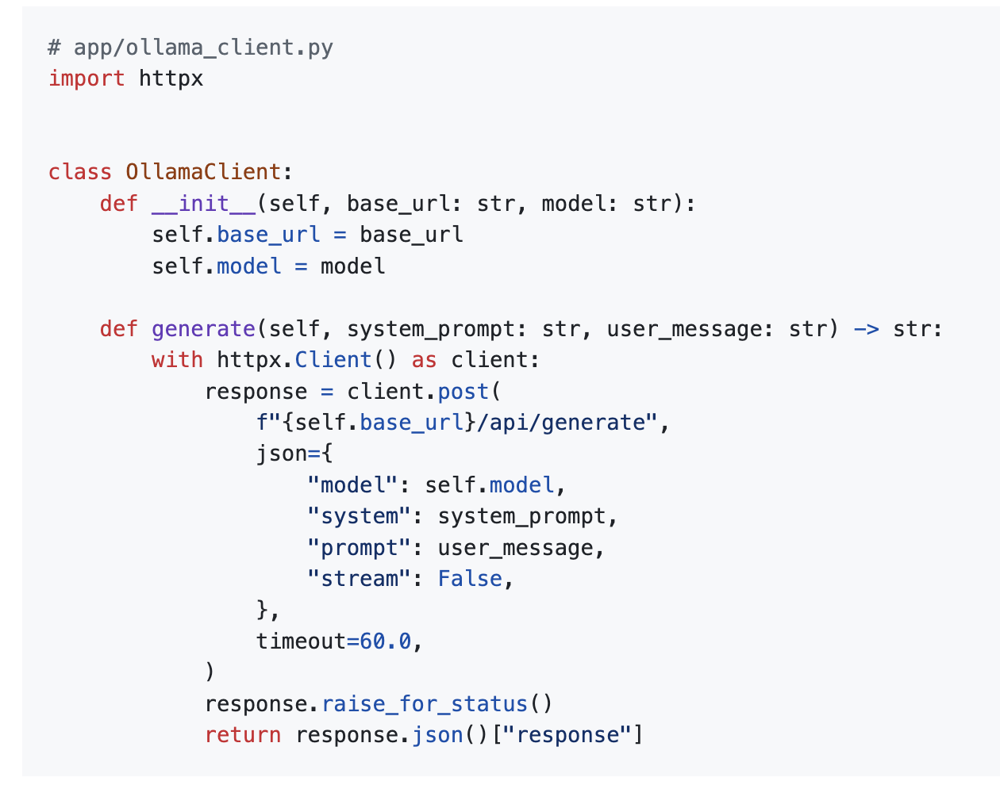 # app/ollama_client.py
import httpx


class OllamaClient:
    def __init__(self, base_url: str, model: str):
        self.base_url = base_url
        self.model = model

    def generate(self, system_prompt: str, user_message: str) -> str:
        with httpx.Client() as client:
            response = client.post(
                f"{self.base_url}/api/generate",
                json={
                    "model": self.model,
                    "system": system_prompt,
                    "prompt": user_message,
                    "stream": False,
                },
                timeout=60.0,
            )
            response.raise_for_status()
            return response.json()["response"]